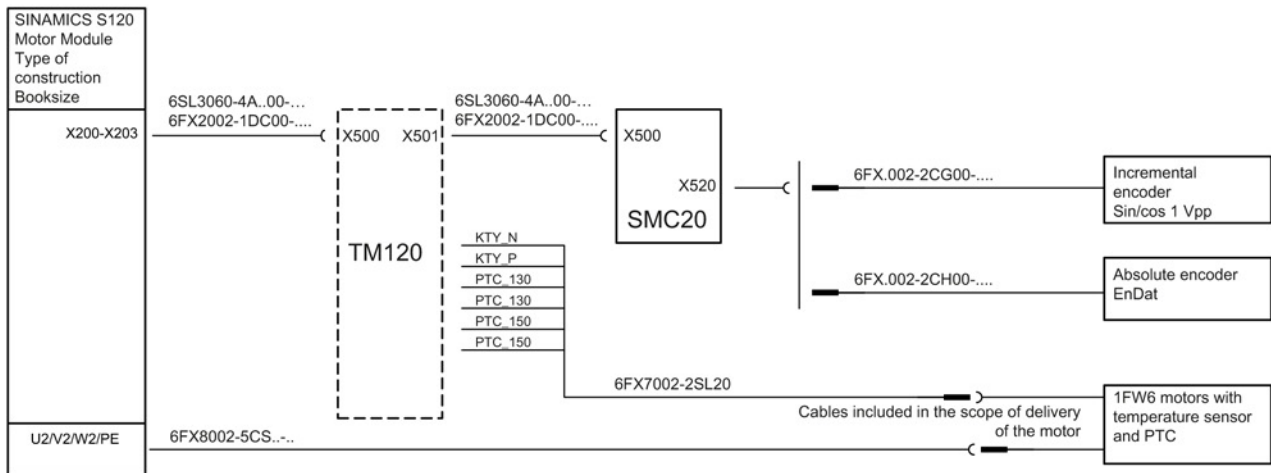 SINAMICS S120
Motor Module
Type of
construction
Booksize
X200-X203
6SL3060-4A..00-...
6FX2002-1DC00-....
X500
X501
TM120
6SL3060-4A..00-...
6FX2002-1DC00-....
X500
X520
SMC20
6FX.002-2CG00-....
Incremental
encoder
Sin/cos 1 Vpp
6FX.002-2CH00-....
Absolute encoder
EnDat
KTY_N
KTY_P
PTC_130
PTC_130
PTC_150
PTC_150
6FX7002-2SL20
Cables included in the scope of delivery
of the motor
1FW6 motors with
temperature sensor
and PTC
U2/V2/W2/PE
6FX8002-5CS..-..